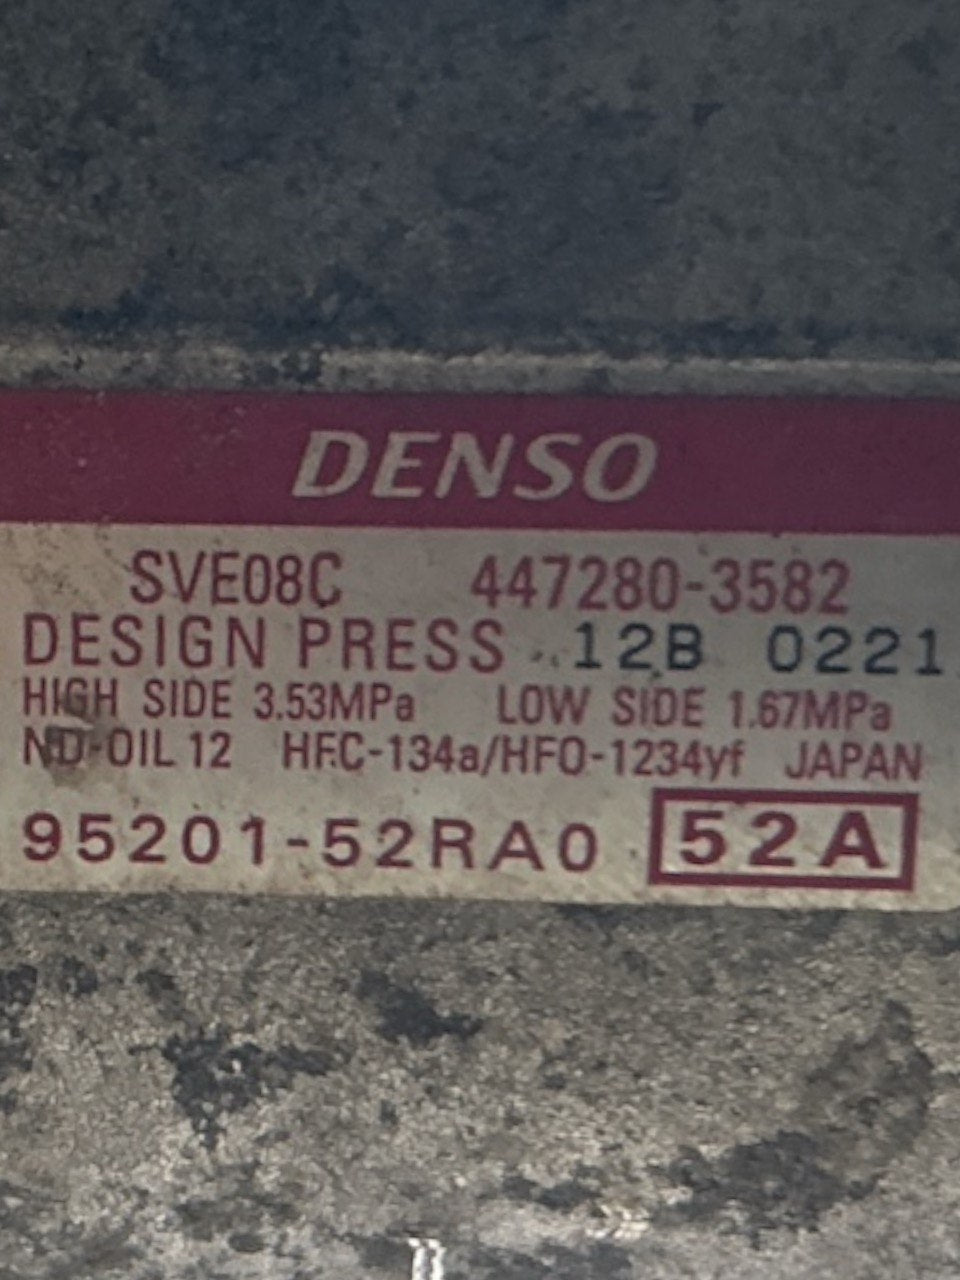 DENSO
SVE08C 447280-3582
DESIGN PRESS 12B 0221
HIGH SIDE 3.53MPa LOW SIDE 1.67MPa
ND-OIL 12 HFC-134a/HFO-1234yf JAPAN
95201-52RA0 52A